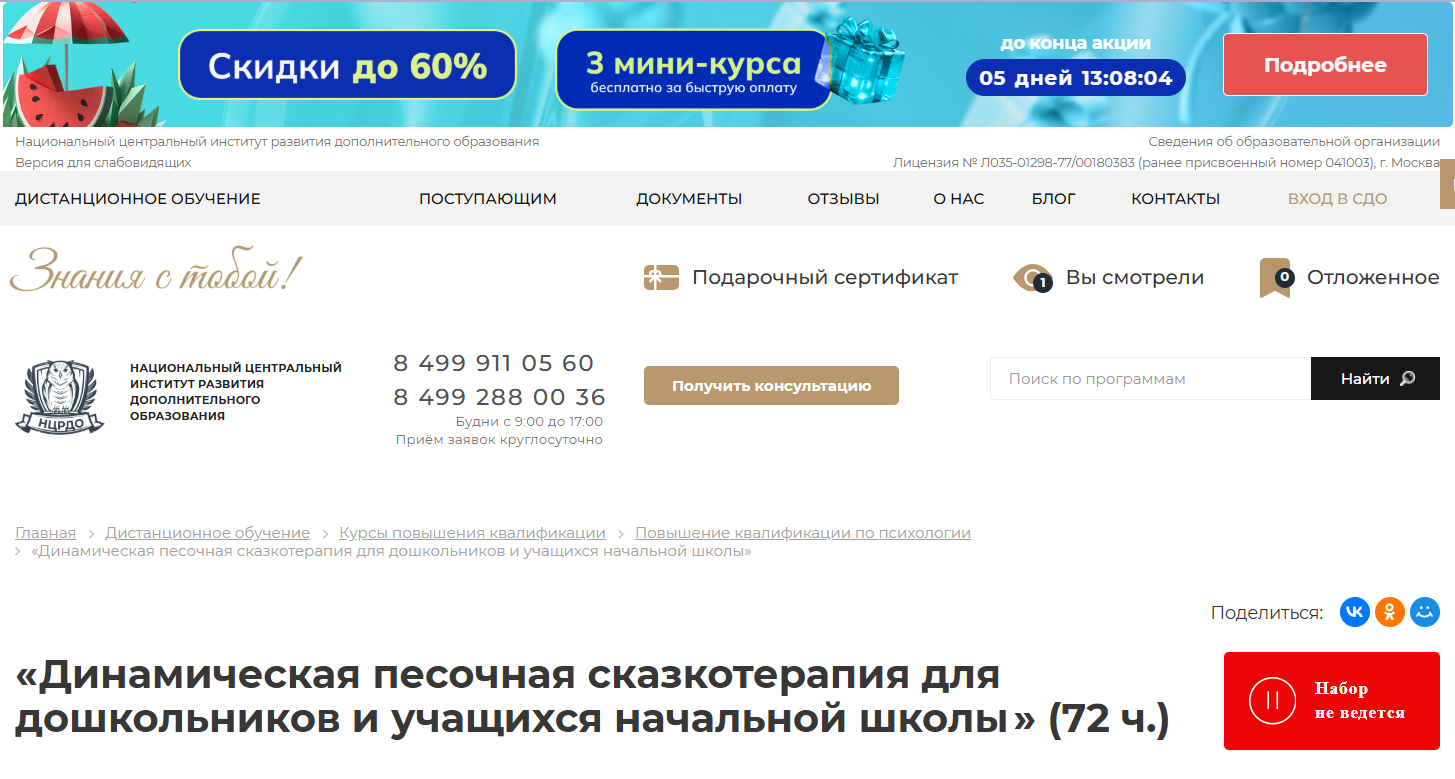 Скидки до 60%
3 мини-курса
бесплатно за быструю оплату
до конца акции
05 дней 13:08:04
Подробнее
Национальный центральный институт развития дополнительного образования
Сведения об образовательной организации
Версия для слабовидящих
Лицензия № Л035-01298-77/00180383 (ранее присвоенный номер 041003), г. Москва
ДИСТАНЦИОННОЕ ОБУЧЕНИЕ ПОСТУПАЮЩИМ ДОКУМЕНТЫ ОТЗЫВЫ О НАС БЛОГ КОНТАКТЫ ВХОД В СДО
Знания с тобой!
Подарочный сертификат
1
Вы смотрели
0
Отложенное
НЦРДО
НАЦИОНАЛЬНЫЙ ЦЕНТРАЛЬНЫЙ
ИНСТИТУТ РАЗВИТИЯ
ДОПОЛНИТЕЛЬНОГО
ОБРАЗОВАНИЯ
8 499 911 05 60
8 499 288 00 36
Будни с 9:00 до 17:00
Приём заявок круглосуточно
Получить консультацию
Поиск по программам
Найти
Главная > Дистанционное обучение > Курсы повышения квалификации > Повышение квалификации по психологии
> «Динамическая песочная сказкотерапия для дошкольников и учащихся начальной школы»
Поделиться:
«Динамическая песочная сказкотерапия для
дошкольников и учащихся начальной школы» (72 ч.)
Набор
не ведется